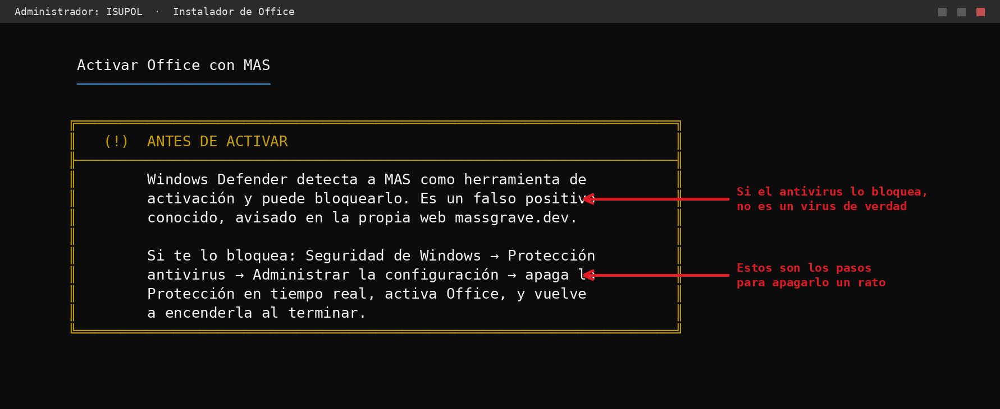 Administrador: ISUPOL · Instalador de Office
Activar Office con MAS
(!) ANTES DE ACTIVAR
Windows Defender detecta a MAS como herramienta de
activación y puede bloquearlo. Es un falso positivo
conocido, avisado en la propia web massgrave.dev.
Si el antivirus lo bloquea,
no es un virus de verdad
Si te lo bloquea: Seguridad de Windows → Protección
antivirus → Administrar la configuración → apaga la
Protección en tiempo real, activa Office, y vuelve
a encenderla al terminar.
Estos son los pasos
para apagarlo un rato